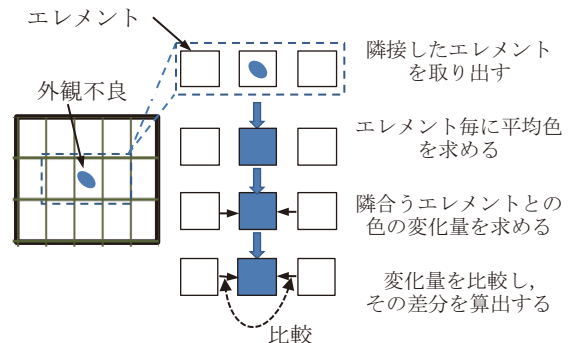 エレメント
外観不良
隣接したエレメント
を取り出す
エレメント毎に平均色
を求める
隣合うエレメントとの
色の変化量を求める
変化量を比較し,
その差分を算出する
比較